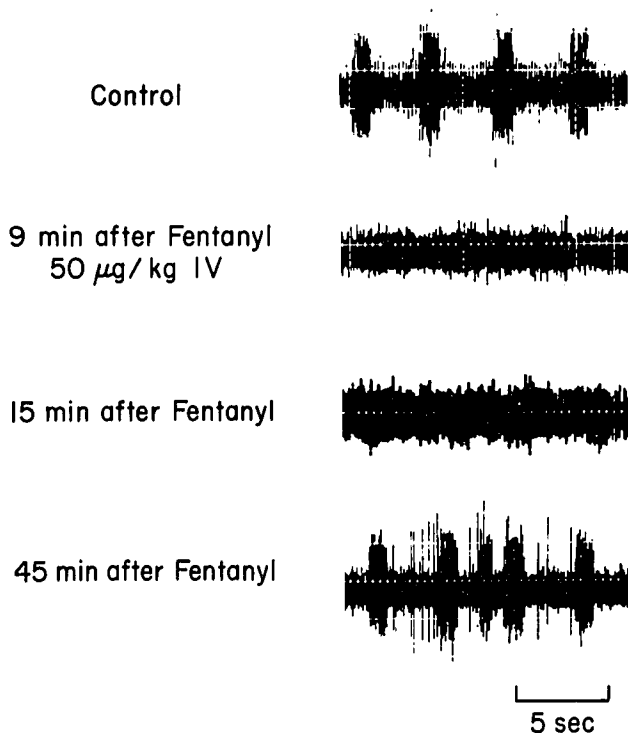 Control
9 min after Fentanyl
50 μg/kg IV
15 min after Fentanyl
45 min after Fentanyl
5 sec